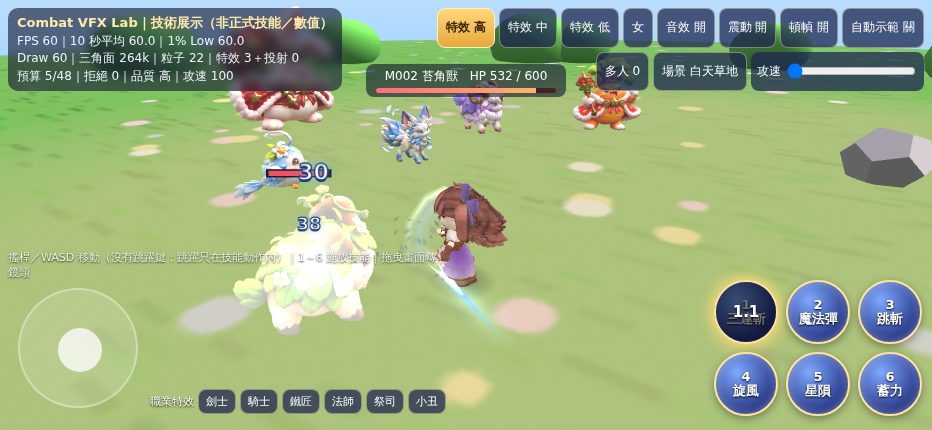 Combat VFX Lab｜技術展示（非正式技能／數值）
FPS 60｜10 秒平均 60.0｜1% Low 60.0
Draw 60｜三角面 264k｜粒子 22｜特效 3＋投射 0
預算 5/48｜拒絕 0｜品質 高｜攻速 100
特效 高
特效 中
特效 低
女
音效 開
震動 開
頓幀 開
自動示範 關
多人 0
場景 白天草地
攻速
M002 苔角獸 HP 532 / 600
30
38
搖桿／WASD 移動（沒有跳躍鍵；跳躍只在技能動作內）｜1～6 施放技能｜拖曳畫面轉
鏡頭
1
三連斬
1.1
2
魔法彈
3
跳斬
4
旋風
5
星隕
6
蓄力
職業特效
劍士
騎士
鐵匠
法師
祭司
小丑